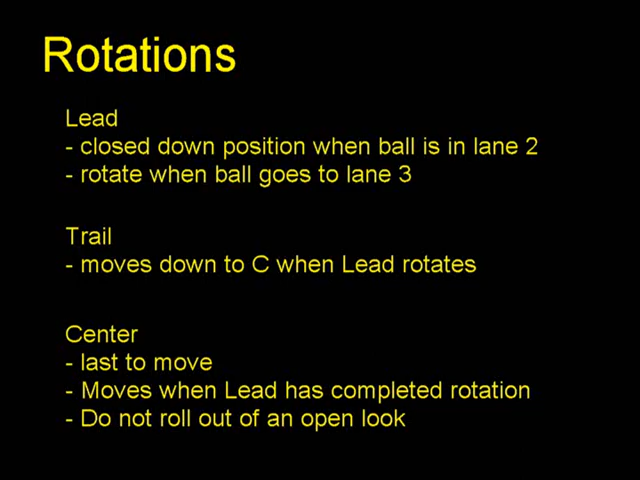 Rotations
Lead
- closed down position when ball is in lane 2
- rotate when ball goes to lane 3
Trail
- moves down to C when Lead rotates
Center
- last to move
- Moves when Lead has completed rotation
- Do not roll out of an open look